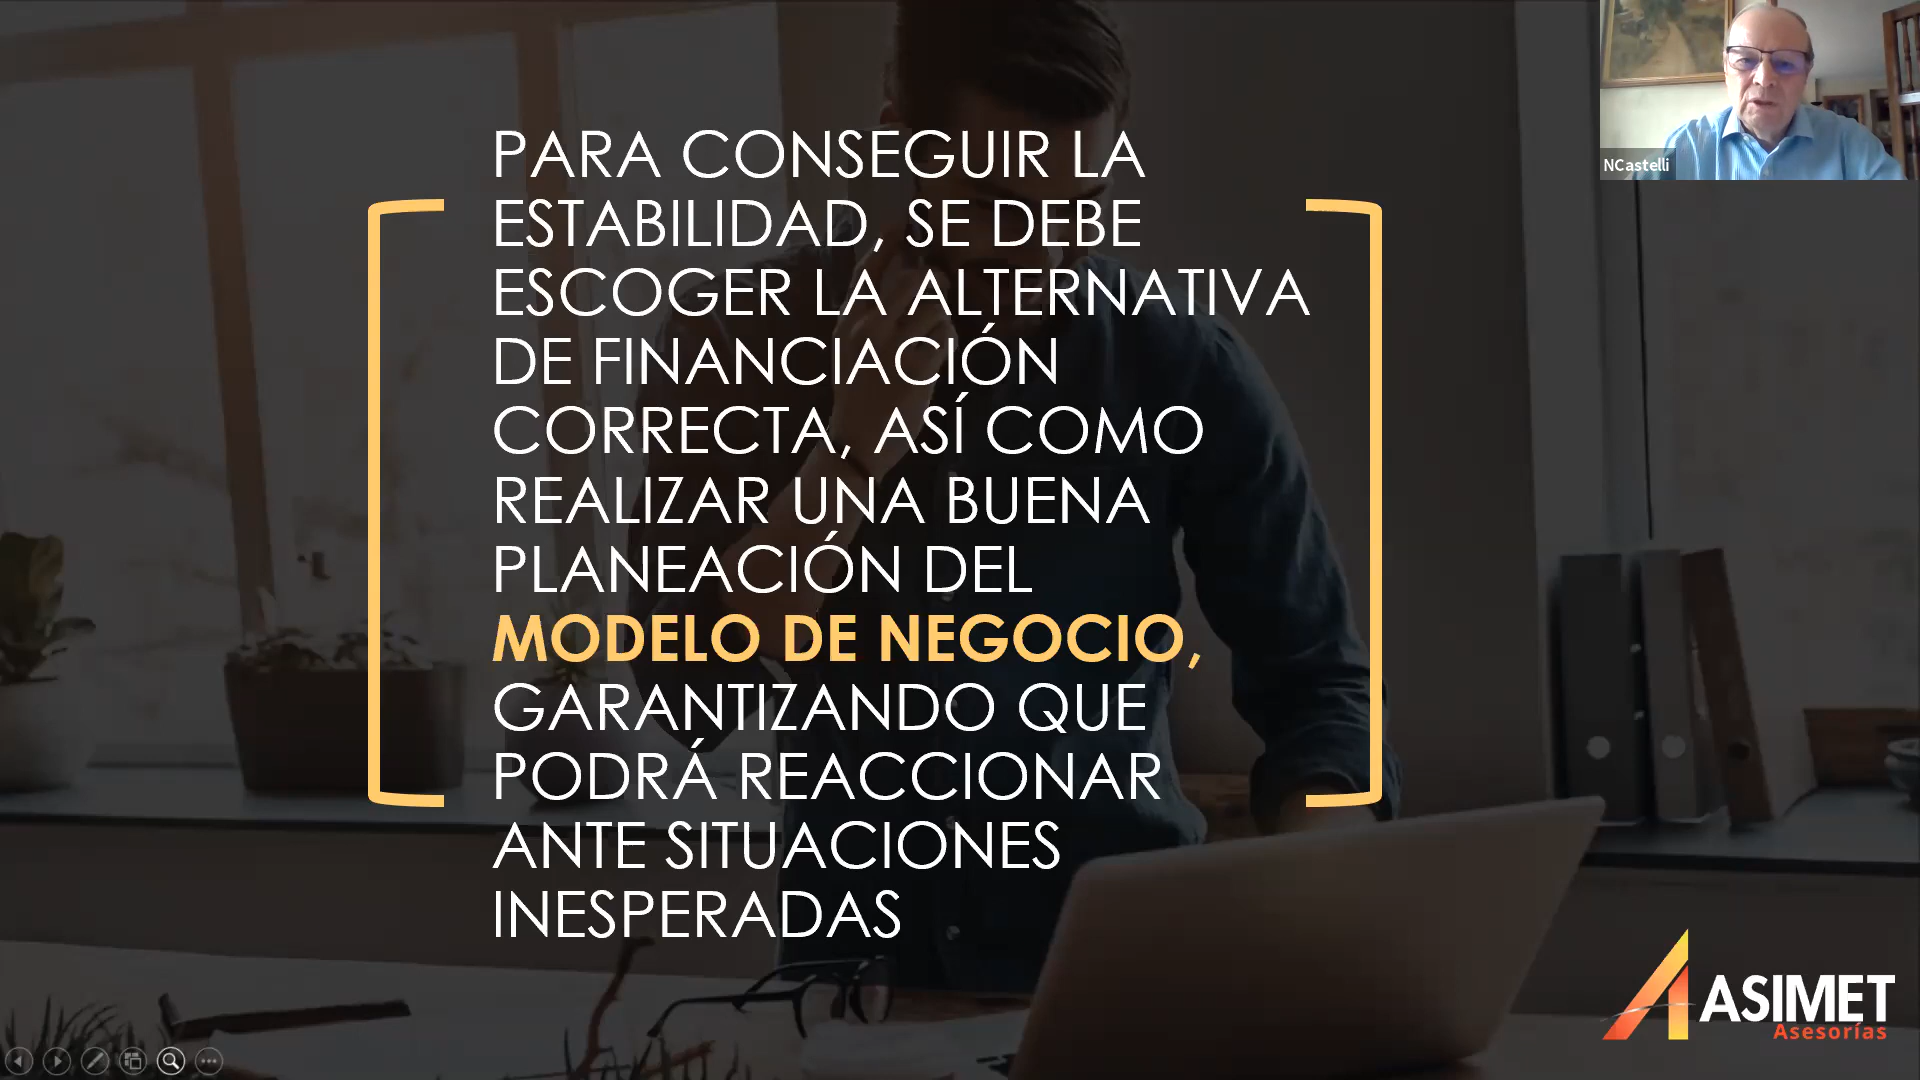 PARA CONSEGUIR LA
ESTABILIDAD, SE DEBE
ESCOGER LA ALTERNATIVA
DE FINANCIACIÓN
CORRECTA, ASÍ COMO
REALIZAR UNA BUENA
PLANEACIÓN DEL
MODELO DE NEGOCIO,
GARANTIZANDO QUE
PODRÁ REACCIONAR
ANTE SITUACIONES
INESPERADAS
NCastelli
ASIMET
Asesorías